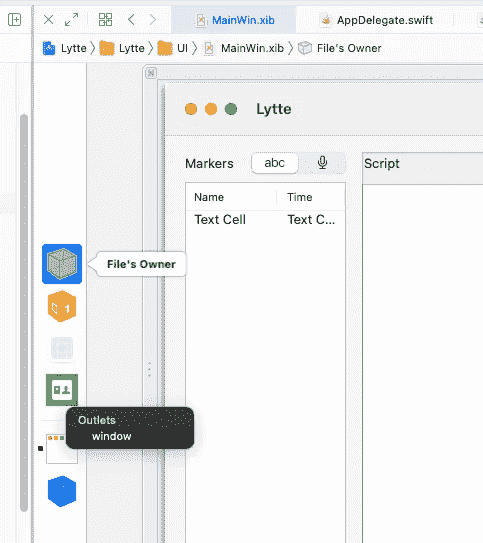 MainWin.xib
AppDelegate.swift
Lytte
Lytte
UI
MainWin.xib
File's Owner
Lytte
Markers
abc
Script
Name
Time
Text Cell
Text C...
File's Owner
1
Outlets
window